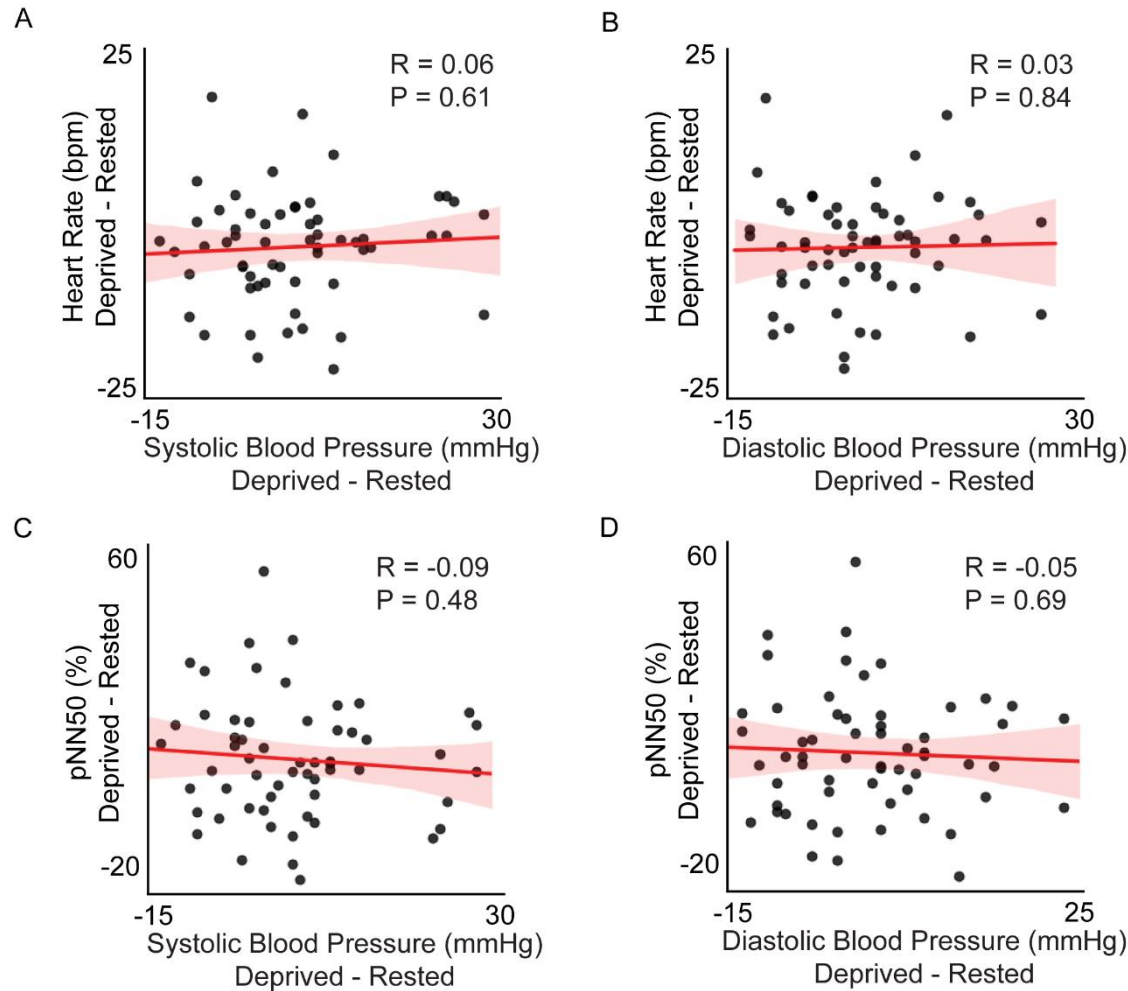 A
25
R = 0.06
P = 0.61
Heart Rate (bpm)
Deprived - Rested
-25
-15
30
Systolic Blood Pressure (mmHg)
Deprived - Rested
B
25
R = 0.03
P = 0.84
Heart Rate (bpm)
Deprived - Rested
-25
-15
30
Diastolic Blood Pressure (mmHg)
Deprived - Rested
C
60
R = -0.09
P = 0.48
pNN50 (%)
Deprived - Rested
-20
-15
30
Systolic Blood Pressure (mmHg)
Deprived - Rested
D
60
R = -0.05
P = 0.69
pNN50 (%)
Deprived - Rested
-20
-15
25
Diastolic Blood Pressure (mmHg)
Deprived - Rested